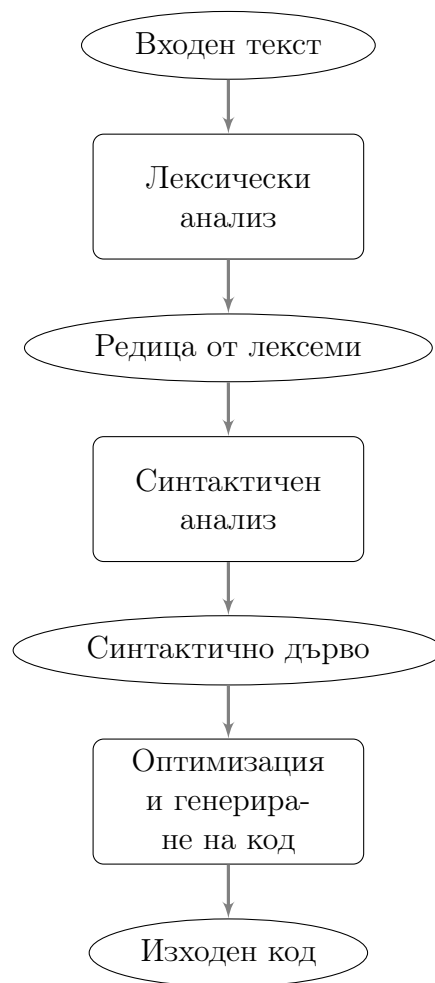 Входен текст
Лексически
анализ
Редица от лексеми
Синтактичен
анализ
Синтактично дърво
Оптимизация
и генерира-
не на код
Изходен код